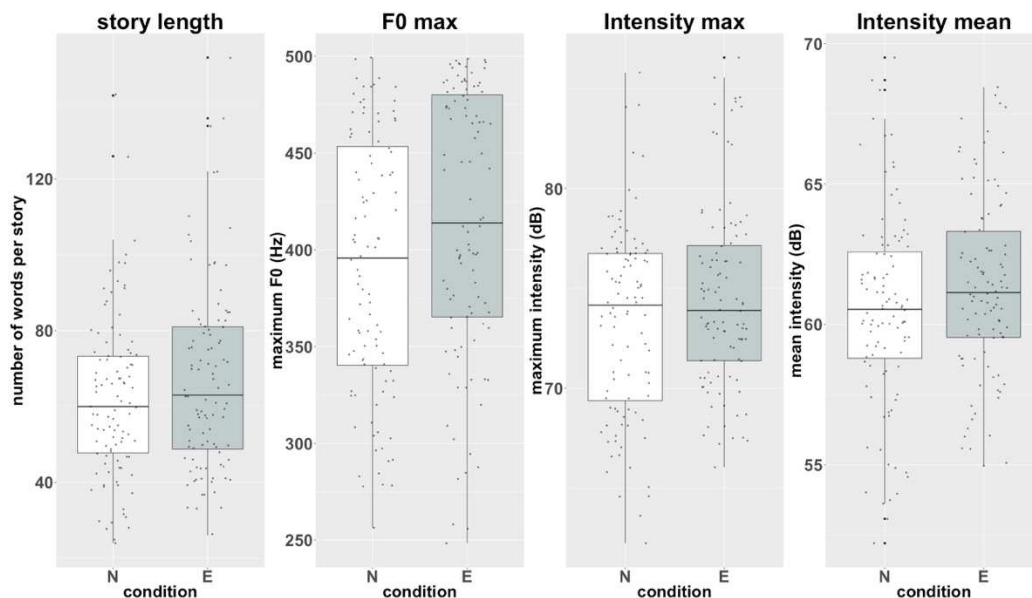 story length
number of words per story
120
80
40
N E
condition
F0 max
maximum F0 (Hz)
500
450
400
350
300
250
N E
condition
Intensity max
maximum intensity (dB)
80
70
N E
condition
Intensity mean
mean intensity (dB)
70
65
60
55
N E
condition